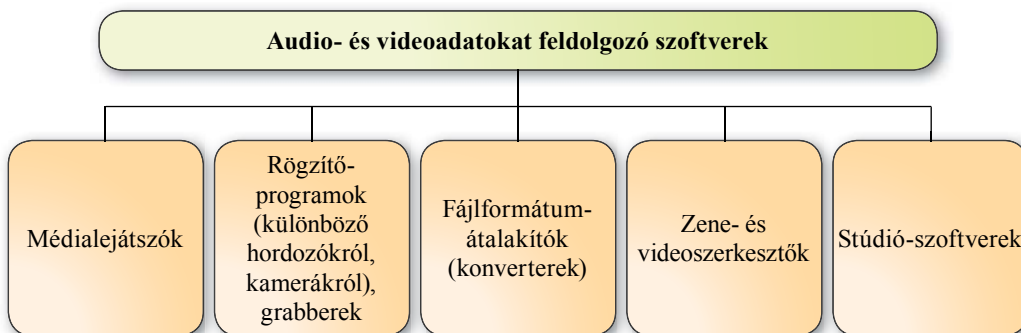 Audio- és videoadatokat feldolgozó szoftverek
Médialejátszók
Rögzítő-
programok
(különböző
hordozókról,
kamerákról),
grabberek
Fájlformátum-
átalakítók
(konverterek)
Zene- és
videoszerkesztők
Stúdió-szoftverek